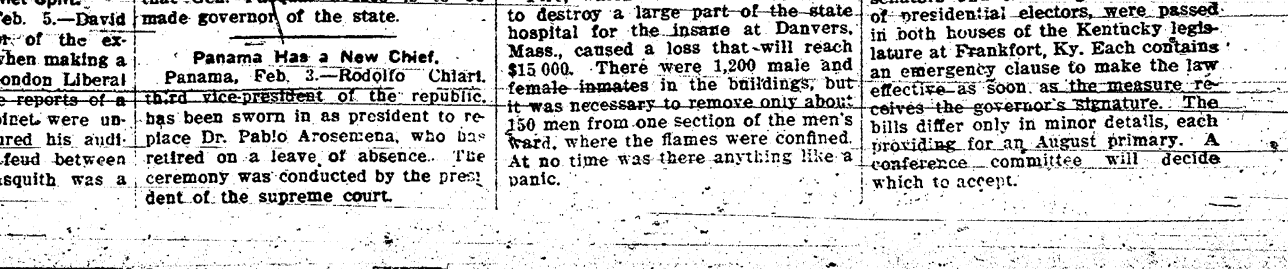 Feb. 5.—David
of the ex-
when making a
London Liberal
reports of a
were un-
his audi-
feud between
Asquith was a
made governor of the state.
Panama Has a New Chief.
Panama, Feb. 3.—Rodolfo Chiari,
third vice-president of the republic,
has been sworn in as president to re-
place Dr. Pablo Arosemena, who has
retired on a leave of absence. The
ceremony was conducted by the presi
dent of the supreme court.
to destroy a large part of the state
hospital for the insane at Danvers,
Mass., caused a loss that will reach
$15 000. There were 1,200 male and
female inmates in the buildings, but
it was necessary to remove only about
150 men from one section of the men's
ward, where the flames were confined.
At no time was there anything like a
panic.
of presidential electors, were passed
in both houses of the Kentucky legis-
lature at Frankfort, Ky. Each contains
an emergency clause to make the law
effective as soon as the measure re-
ceives the governor's signature. The
bills differ only in minor details, each
providing for an August primary. A
conference committee will decide
which to accept.